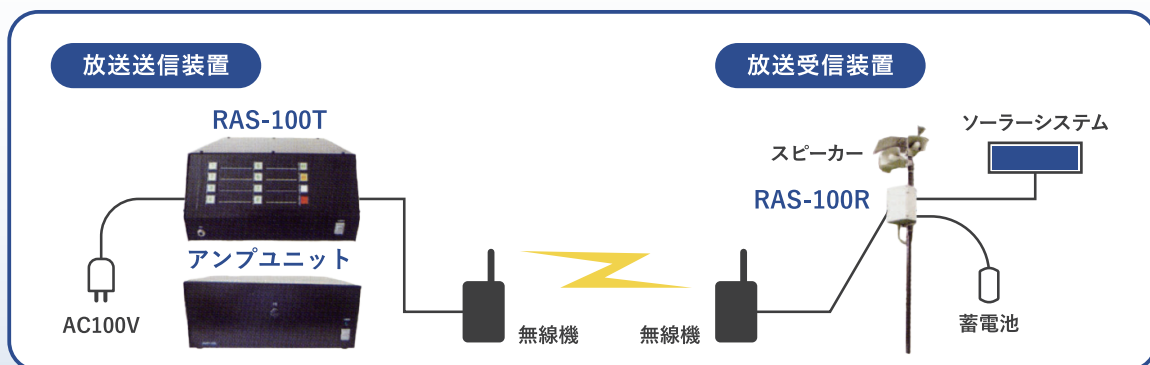 放送送信装置
放送受信装置
RAS-100T
ソーラーシステム
スピーカー
RAS-100R
アンプユニット
AC100V
無線機
無線機
蓄電池